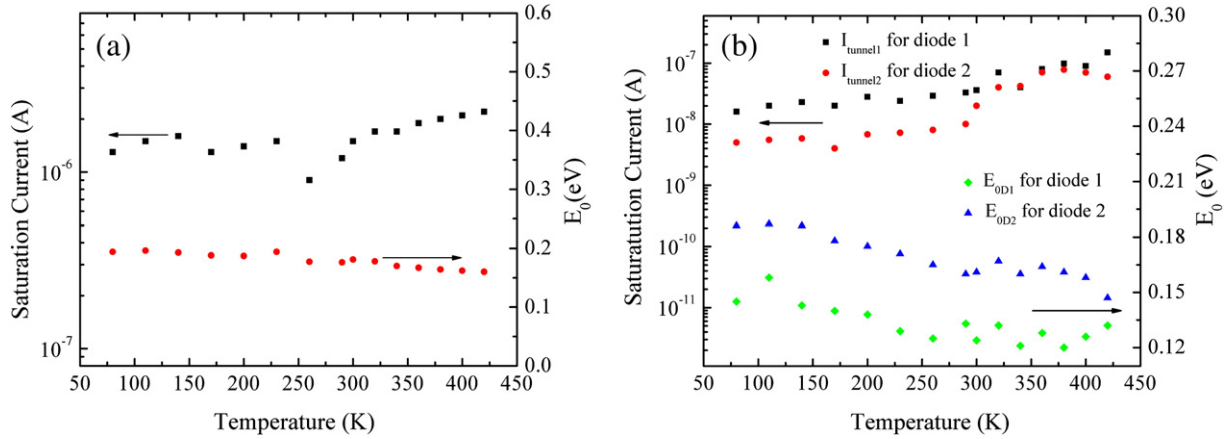 (a)
Saturation Current (A)
10^-6
10^-7
0.6
0.5
0.4
0.3
0.2
0.1
0.0
E_0(eV)
50 100 150 200 250 300 350 400 450
Temperature (K)
(b)
I_tunnel1 for diode 1
I_tunnel2 for diode 2
E_0D1 for diode 1
E_0D2 for diode 2
Saturatution Current (A)
10^-7
10^-8
10^-9
10^-10
10^-11
0.30
0.27
0.24
0.21
0.18
0.15
0.12
E_0 (eV)
50 100 150 200 250 300 350 400 450
Temperature (K)